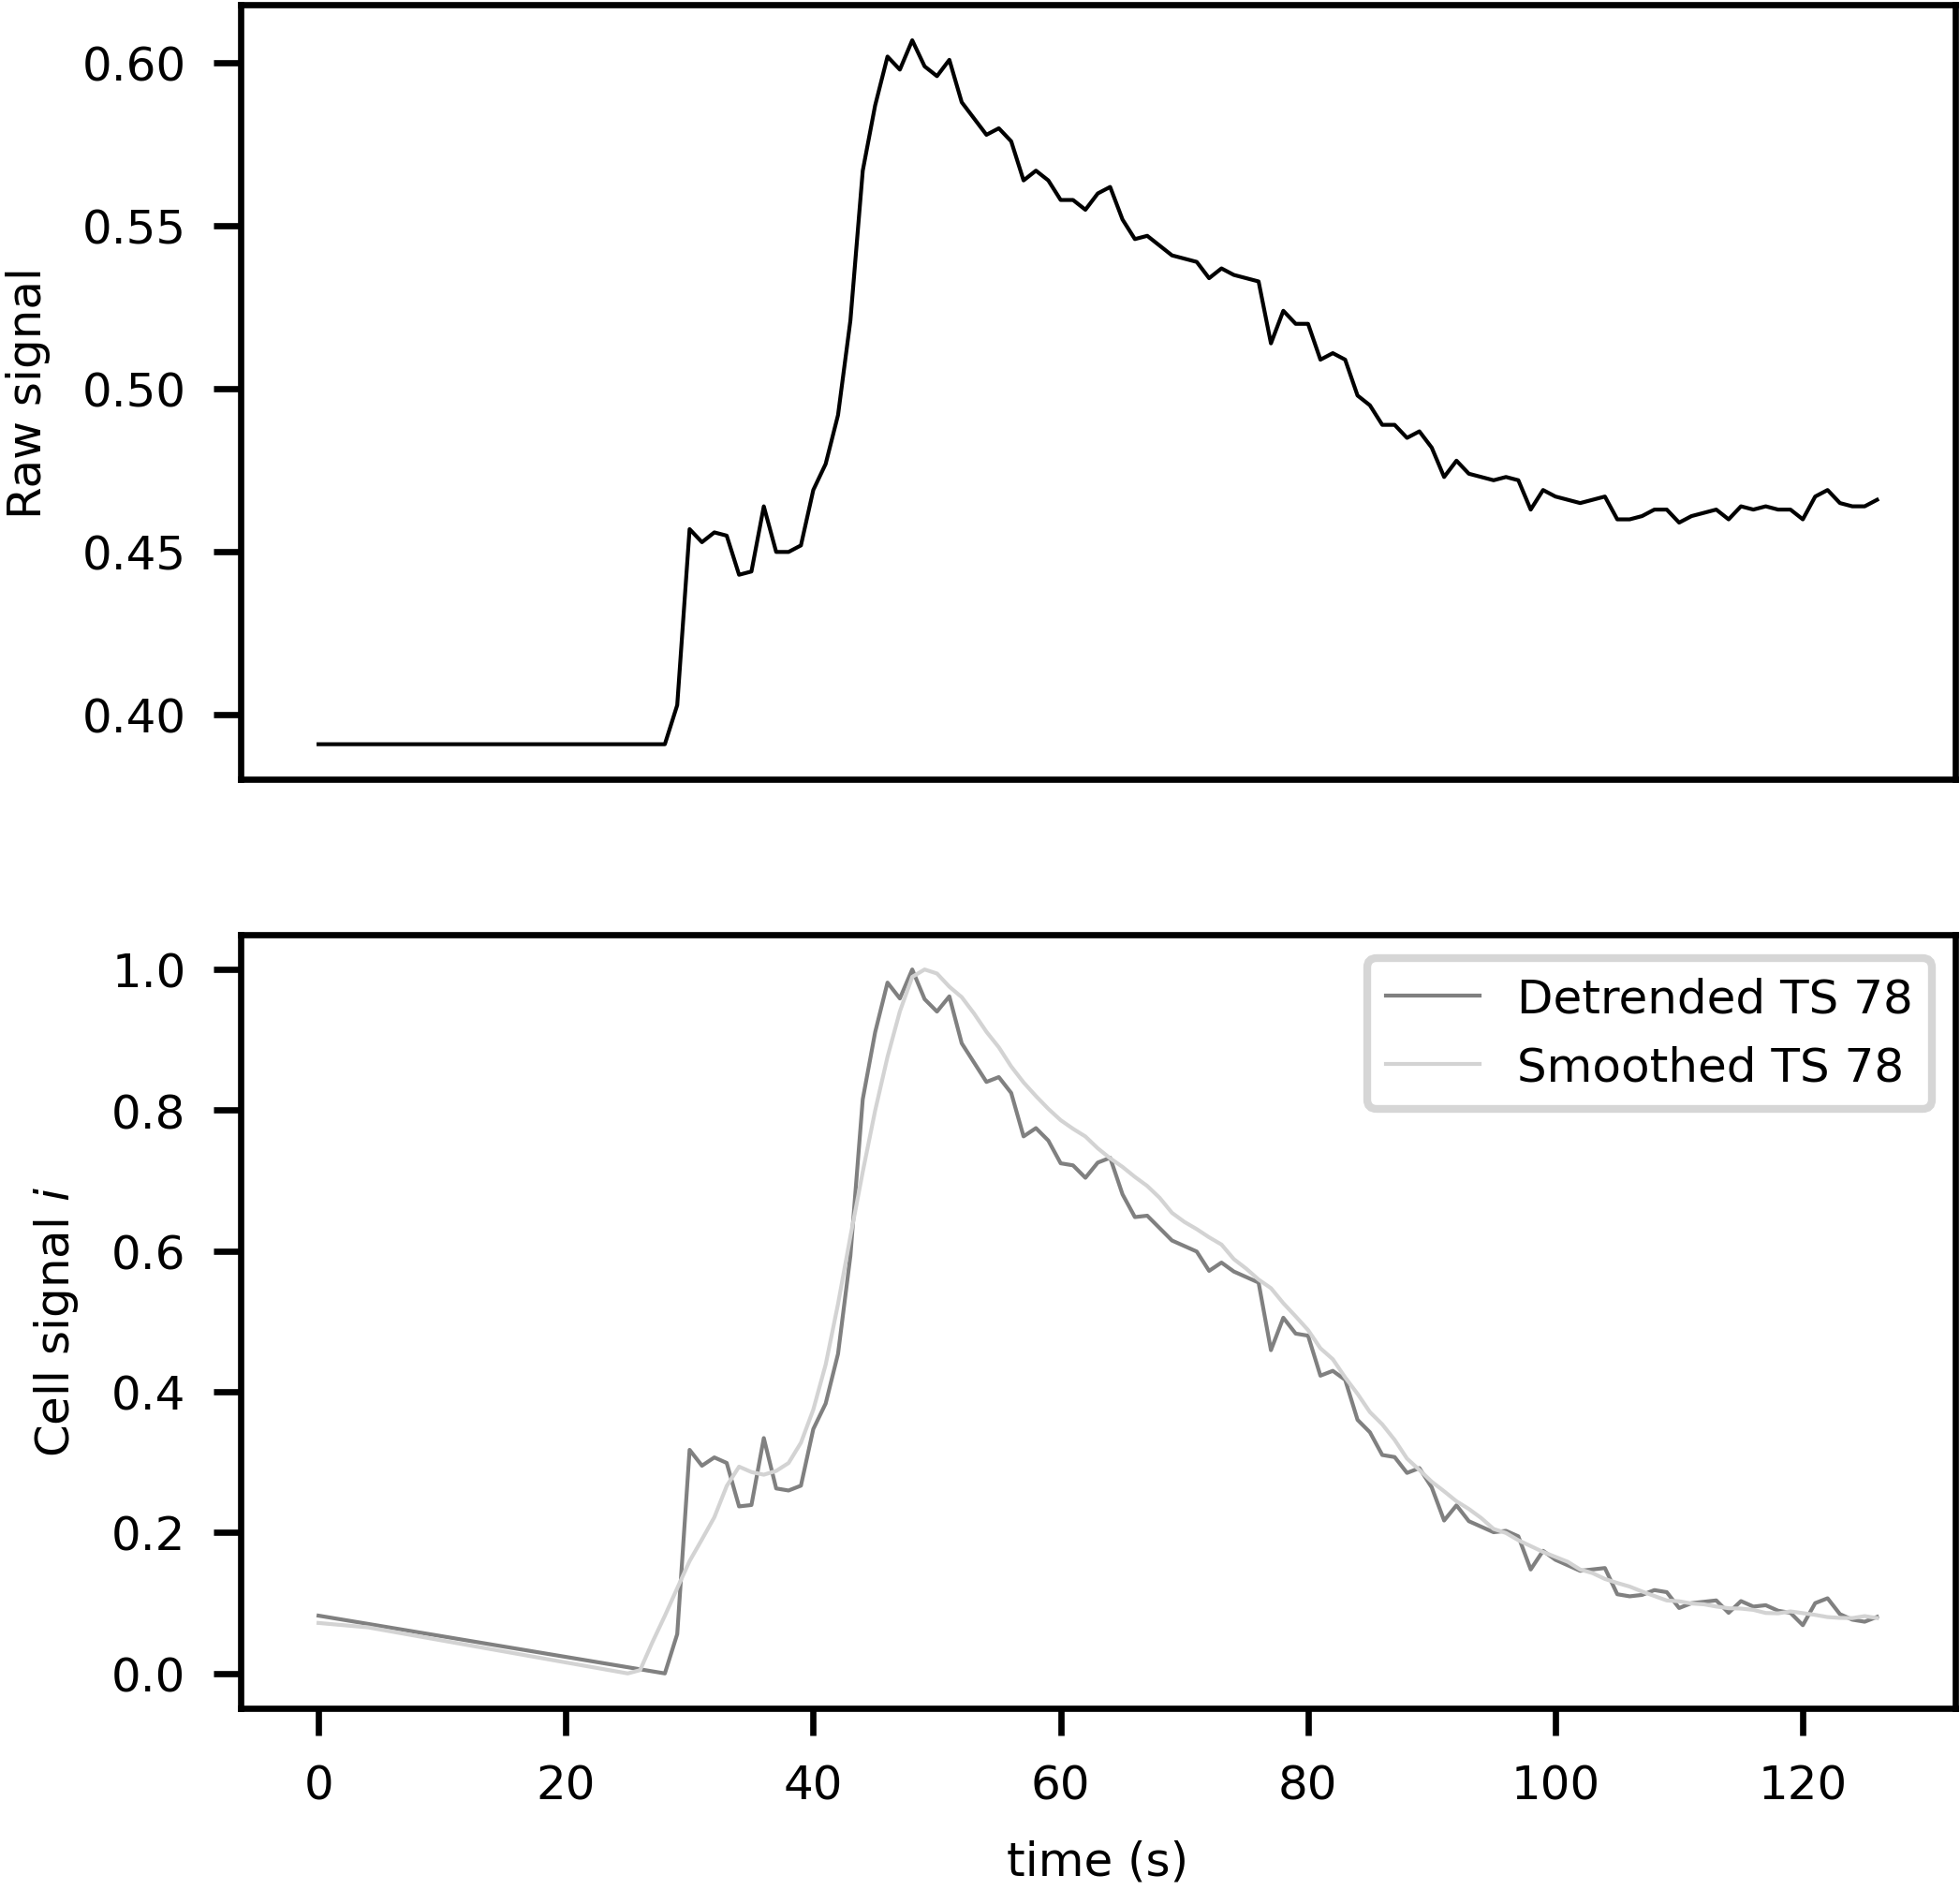 Raw signal
0.60
0.55
0.50
0.45
0.40
Cell signal i
1.0
0.8
0.6
0.4
0.2
0.0
Detrended TS 78
Smoothed TS 78
0 20 40 60 80 100 120
time (s)